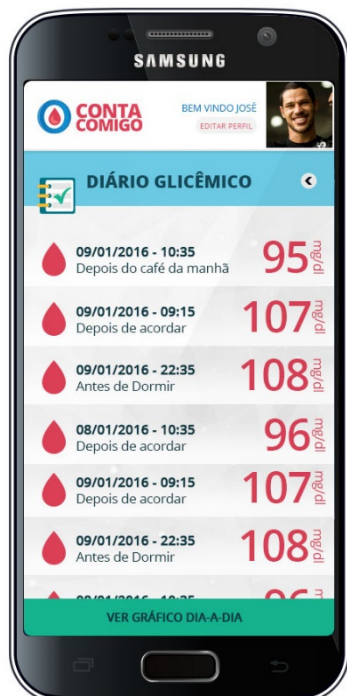 SAMSUNG
CONTA
COMIGO
BEM VINDO JOSÊ
EDITAR PERFIL
DIÁRIO GLICÊMICO
09/01/2016 - 10:35
Depois do café da manhã
95 mg/dl
09/01/2016 - 09:15
Depois de acordar
107 mg/dl
09/01/2016 - 22:35
Antes de Dormir
108 mg/dl
08/01/2016 - 10:35
Depois de acordar
96 mg/dl
09/01/2016 - 09:15
Depois de acordar
107 mg/dl
09/01/2016 - 22:35
Antes de Dormir
108 mg/dl
VER GRÁFICO DIA-A-DIA